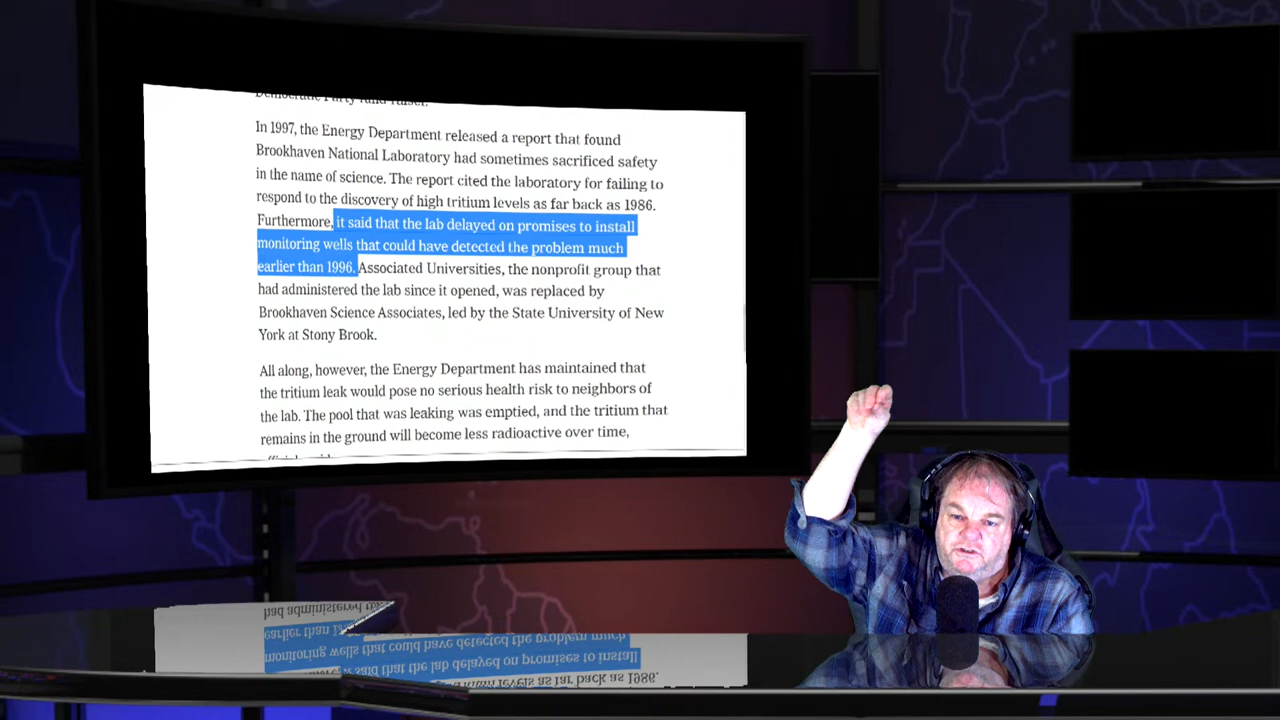 Democratic Party fund-raiser.
In 1997, the Energy Department released a report that found
Brookhaven National Laboratory had sometimes sacrificed safety
in the name of science. The report cited the laboratory for failing to
respond to the discovery of high tritium levels as far back as 1986.
Furthermore, it said that the lab delayed on promises to install
monitoring wells that could have detected the problem much
earlier than 1996. Associated Universities, the nonprofit group that
had administered the lab since it opened, was replaced by
Brookhaven Science Associates, led by the State University of New
York at Stony Brook.
All along, however, the Energy Department has maintained that
the tritium leak would pose no serious health risk to neighbors of
the lab. The pool that was leaking was emptied, and the tritium that
remains in the ground will become less radioactive over time,